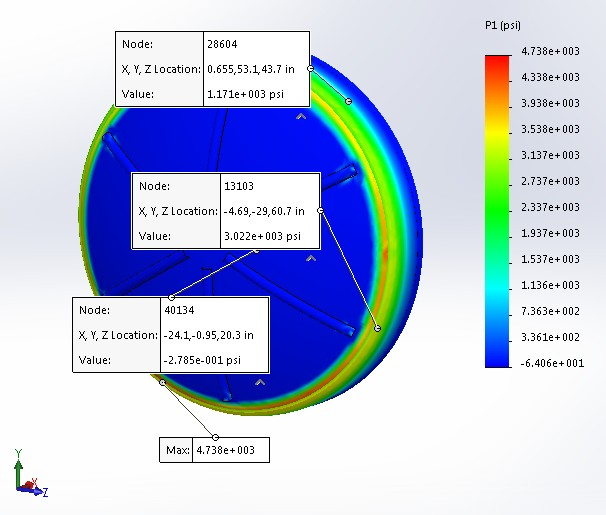 P1 (psi)
4.738e+003
4.338e+003
3.938e+003
3.538e+003
3.137e+003
2.737e+003
2.337e+003
1.937e+003
1.537e+003
1.136e+003
7.362e+002
3.361e+002
-6.406e+001
Node: 28604
X, Y, Z Location: 0.655,53.1,43.7 in
Value: 1.171e+003 psi
Node: 13103
X, Y, Z Location: -4.69,-29,60.7 in
Value: 3.022e+003 psi
Node: 40134
X, Y, Z Location: -24.1,-0.95,20.3 in
Value: -2.785e-001 psi
Max: 4.738e+003
Y
X
Z